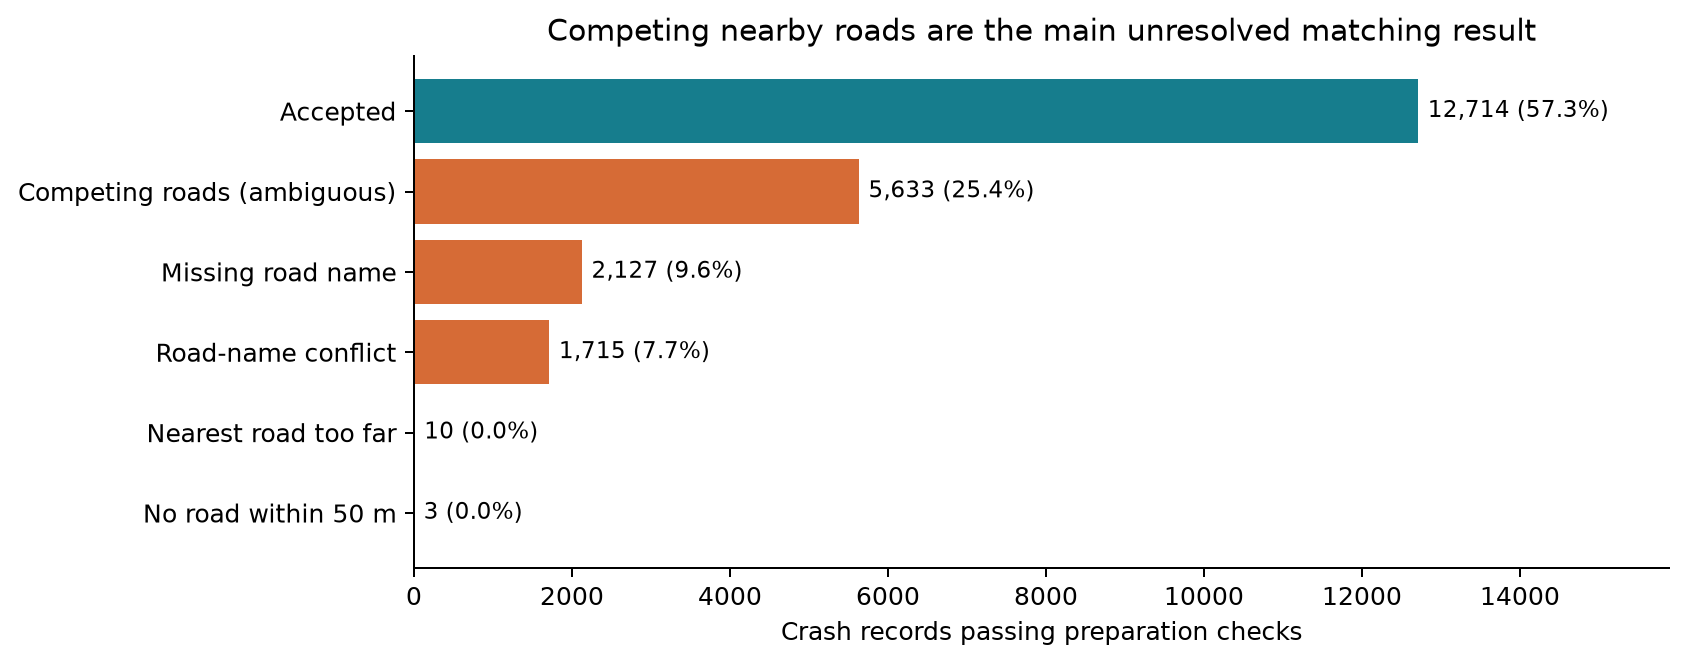 Competing nearby roads are the main unresolved matching result
Accepted
12,714 (57.3%)
Competing roads (ambiguous)
5,633 (25.4%)
Missing road name
2,127 (9.6%)
Road-name conflict
1,715 (7.7%)
Nearest road too far
10 (0.0%)
No road within 50 m
3 (0.0%)
0 2000 4000 6000 8000 10000 12000 14000
Crash records passing preparation checks